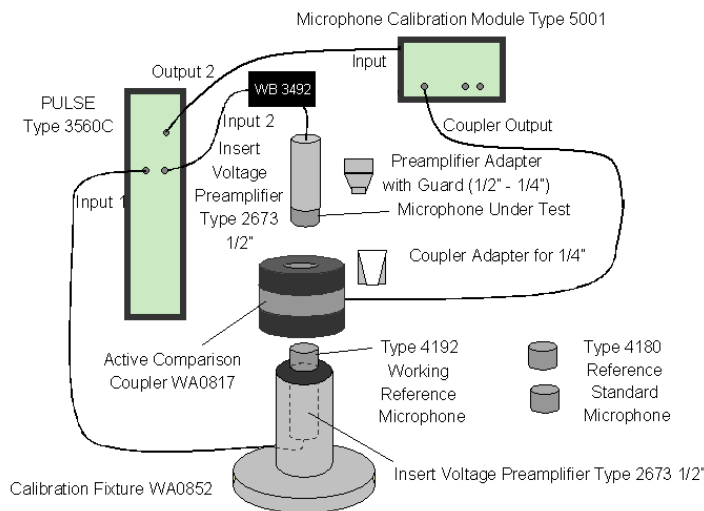 Microphone Calibration Module Type 5001
Output 2
Input
PULSE
Type 3560C
WB 3492
Input 2
Coupler Output
Insert
Voltage
Preamplifier
Type 2673
1/2"
Preamplifier Adapter
with Guard (1/2" - 1/4")
Microphone Under Test
Input 1
Coupler Adapter for 1/4"
Active Comparison
Coupler WA0817
Type 4192
Working
Reference
Microphone
Type 4180
Reference
Standard
Microphone
Insert Voltage Preamplifier Type 2673 1/2"
Calibration Fixture WA0852